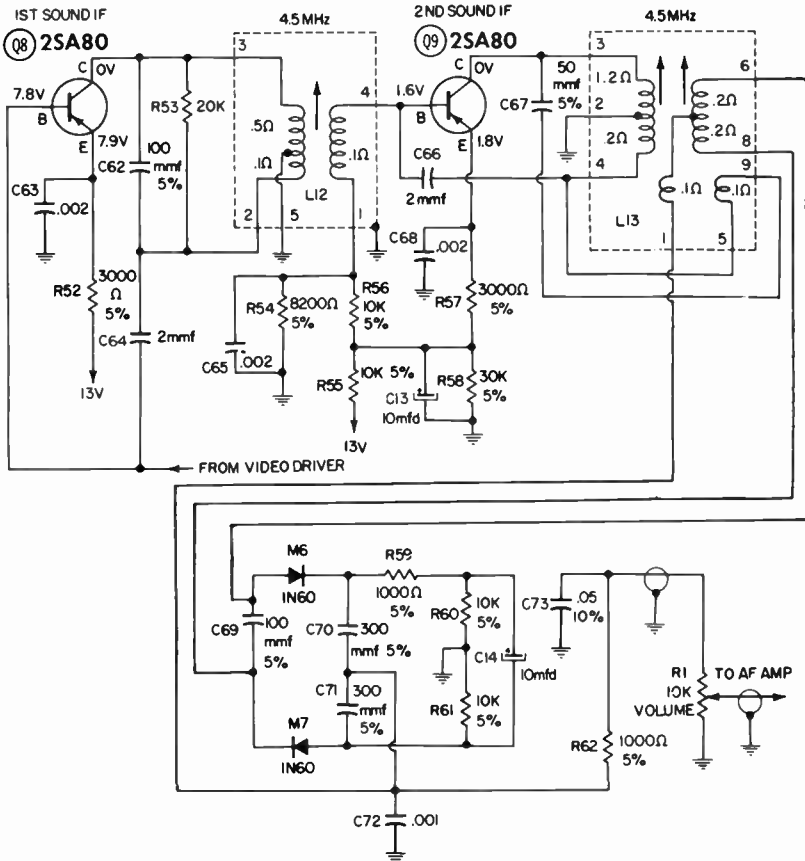 1ST SOUND IF
Q8 2SA80
4.5 MHz
2ND SOUND IF
Q9 2SA80
4.5 MHz
C
0V
7.8V
B
E
7.9V
R53
20K
C62
100
mmf
5%
C63
.002
R52
3000
Ω
5%
C64
2mmf
13V
3
.5Ω
.1Ω
2
5
4
.1Ω
L12
1
1.6V
B
C
0V
E
1.8V
C66
2 mmf
50
mmf
5%
C67
C68
.002
R57
3000Ω
5%
3
1.2Ω
2
.2Ω
4
6
.2Ω
.2Ω
8
9
.1Ω
.1Ω
L13
1
5
R54
8200Ω
5%
C65
.002
R56
10K
5%
R55
10K 5%
C13
10mfd
R58
30K
5%
13V
FROM VIDEO DRIVER
M6
1N60
C69
100
mmf
5%
R59
1000Ω
5%
C70
300
mmf 5%
C71
300
mmf
5%
M7
1N60
R60
10K
5%
C14
10mfd
R61
10K
5%
C73
.05
10%
R1
10K
VOLUME
TO AF AMP
R62
1000Ω
5%
C72
.001